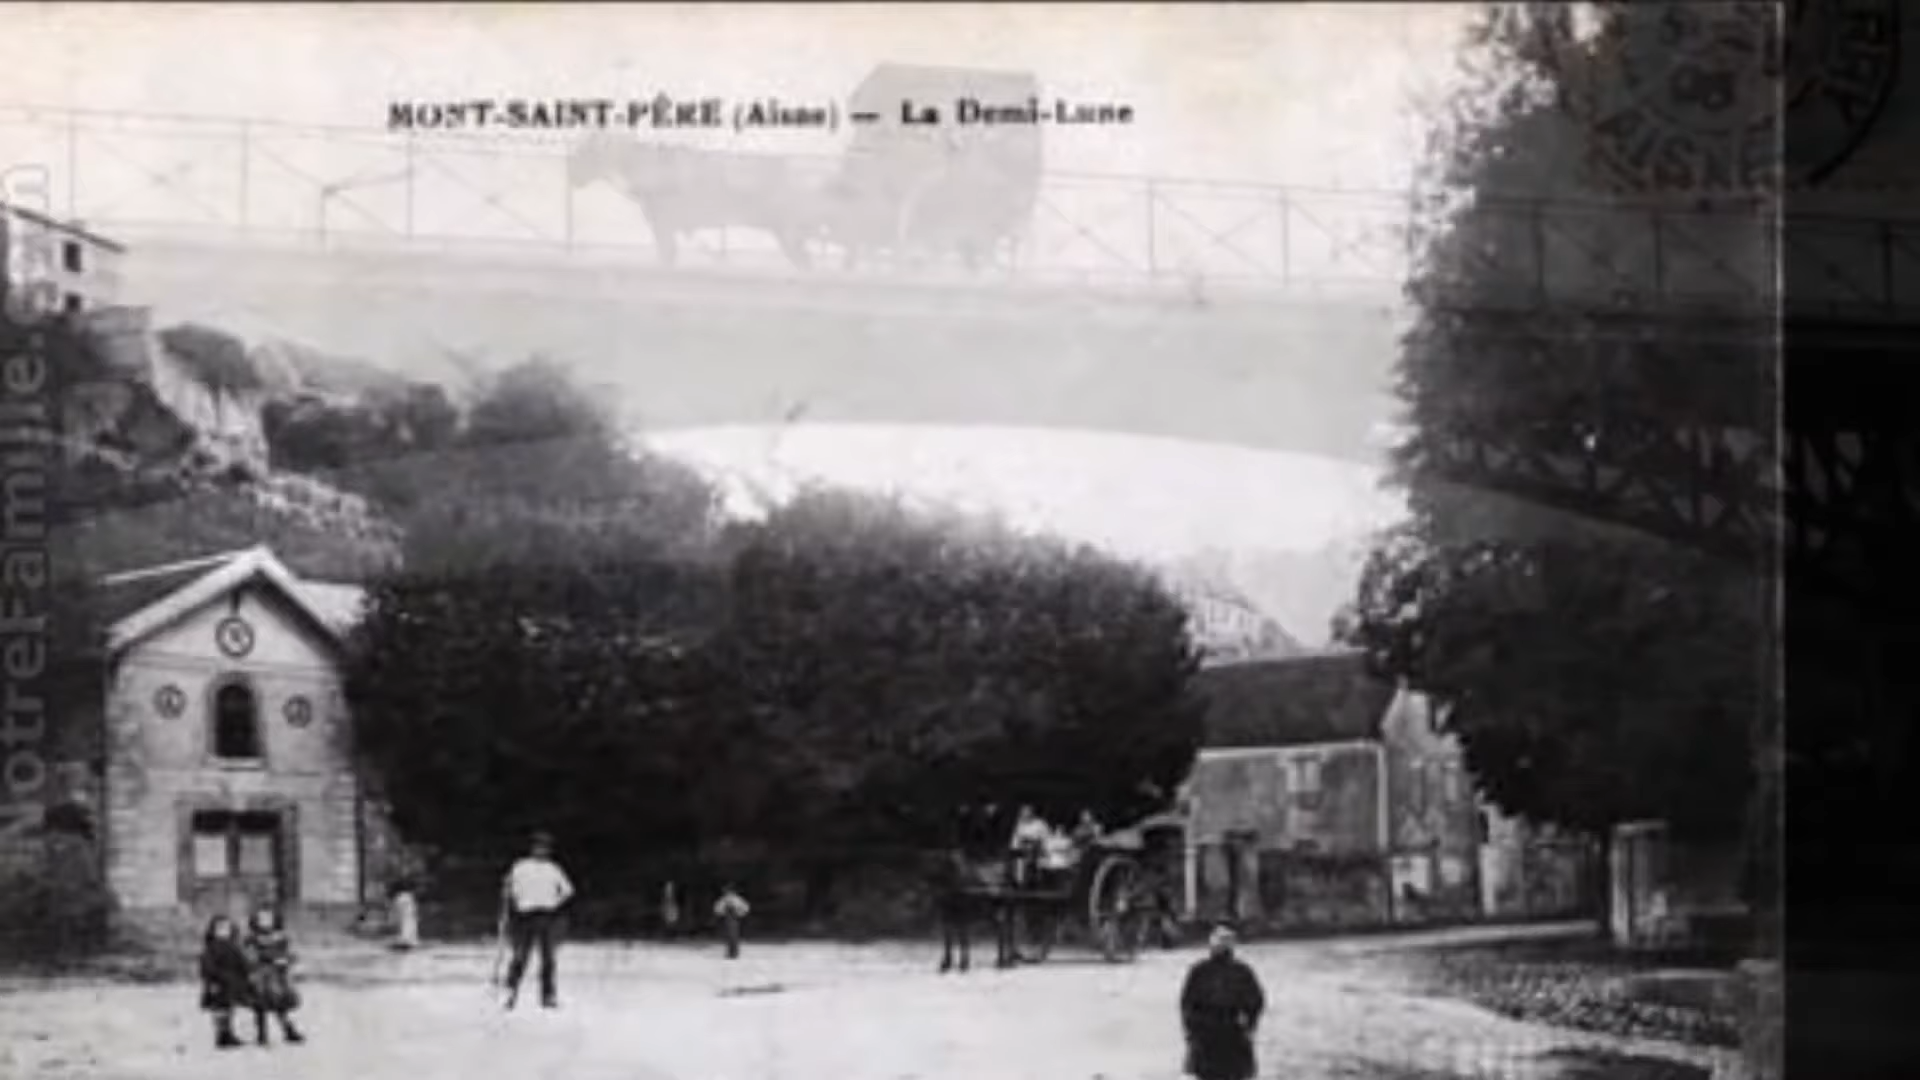 MONT-SAINT-PÈRE (Aisne) — La Demi-Lune
NotreFamille.
AISNE